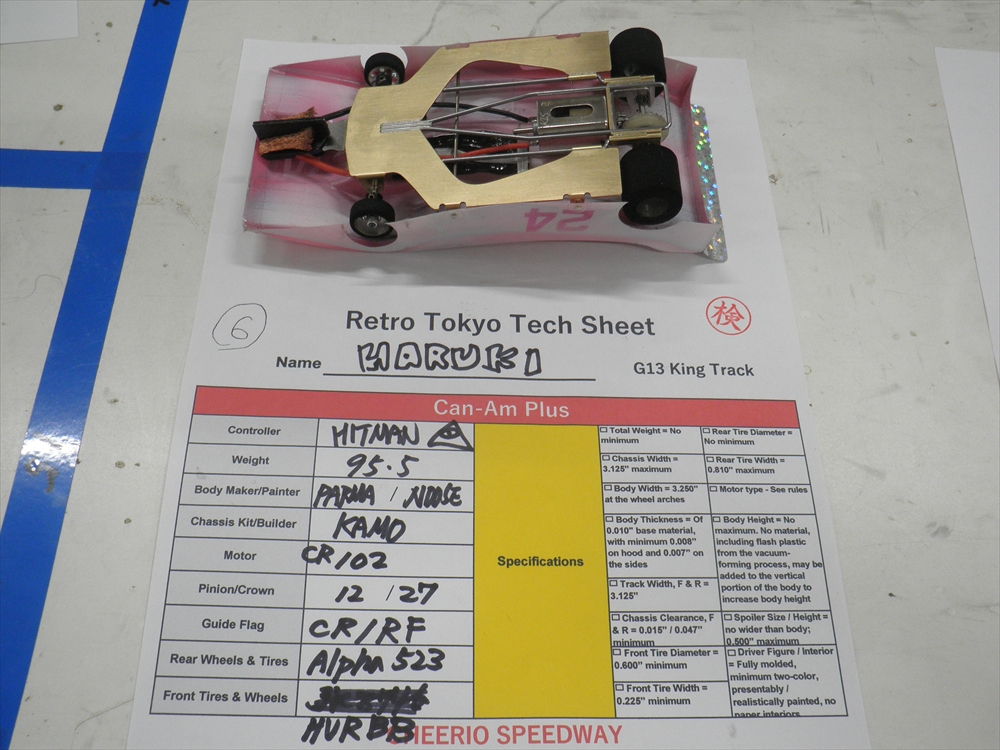 24
6
Retro Tokyo Tech Sheet
検
Name HARUKI
G13 King Track
Can-Am Plus
Controller HITMAN
Weight 95.5
Body Maker/Painter PARMA / NOOSE
Chassis Kit/Builder KAMO
Motor CR/02
Pinion/Crown 12 / 27
Guide Flag CR/RF
Rear Wheels & Tires Alpha 523
Front Tires & Wheels
HVR BB
Specifications
Total Weight = No
minimum
Chassis Width =
3.125" maximum
Body Width = 3.250"
at the wheel arches
Body Thickness = Of
0.010" base material,
with minimum 0.008"
on hood and 0.007" on
the sides
Track Width, F & R =
3.125"
Chassis Clearance, F
& R = 0.015" / 0.047"
minimum
Front Tire Diameter =
0.600" minimum
Front Tire Width =
0.225" minimum
Rear Tire Diameter =
No minimum
Rear Tire Width =
0.810" maximum
Motor type - See rules
Body Height = No
maximum. No material,
including flash plastic
from the vacuum-
forming process, may be
added to the vertical
portion of the body to
increase body height
Spoiler Size / Height =
no wider than body;
0.500" maximum
Driver Figure / Interior
= Fully molded,
minimum two-color,
presentably /
realistically painted, no
paper interiors
HEERIO SPEEDWAY